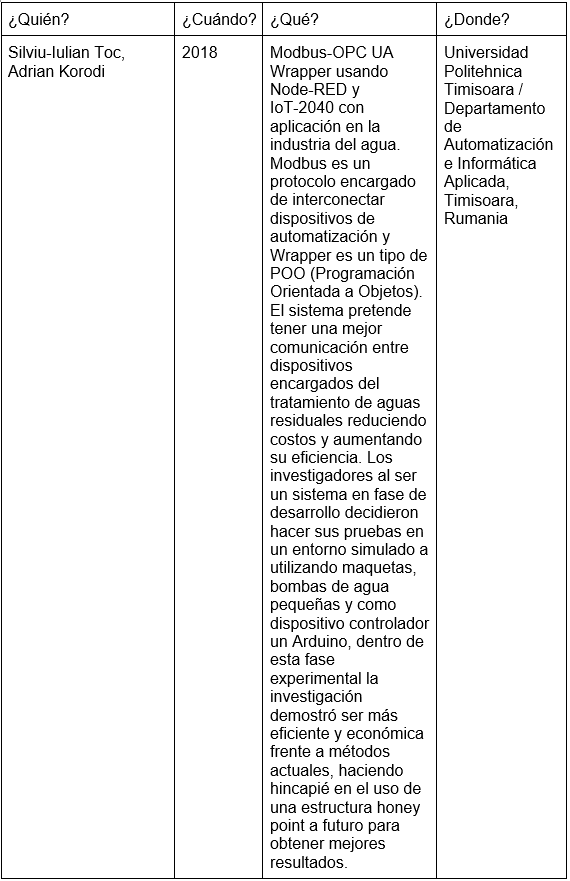 ¿Quién?
¿Cuándo?
¿Qué?
¿Donde?
Silviu-Iulian Toc,
Adrian Korodi
2018
Modbus-OPC UA
Wrapper usando
Node-RED y
IoT-2040 con
aplicación en la
industria del agua.
Modbus es un
protocolo encargado
de interconectar
dispositivos de
automatización y
Wrapper es un tipo de
POO (Programación
Orientada a Objetos).
El sistema pretende
tener una mejor
comunicación entre
dispositivos
encargados del
tratamiento de aguas
residuales reduciendo
costos y aumentando
su eficiencia. Los
investigadores al ser
un sistema en fase de
desarrollo decidieron
hacer sus pruebas en
un entorno simulado a
utilizando maquetas,
bombas de agua
pequeñas y como
dispositivo controlador
un Arduino, dentro de
esta fase
experimental la
investigación
demostró ser más
eficiente y económica
frente a métodos
actuales, haciendo
hincapié en el uso de
una estructura honey
point a futuro para
obtener mejores
resultados.
Universidad
Politehnica
Timisoara /
Departamento
de
Automatización
e Informática
Aplicada,
Timisoara,
Rumania